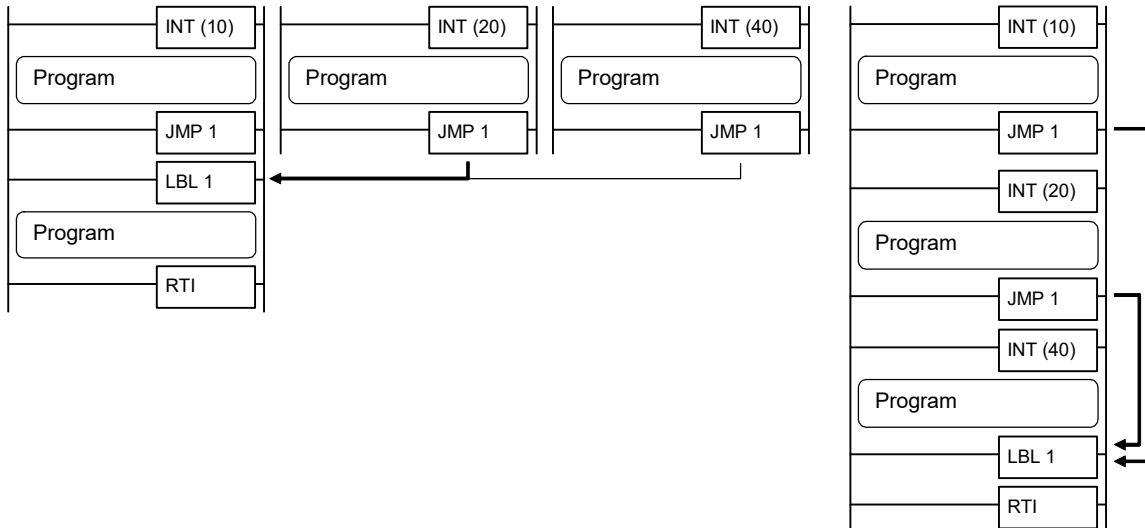 INT (10)
Program
JMP 1
LBL 1
Program
RTI
INT (20)
Program
JMP 1
INT (40)
Program
JMP 1
INT (10)
Program
JMP 1
INT (20)
Program
JMP 1
INT (40)
Program
LBL 1
RTI